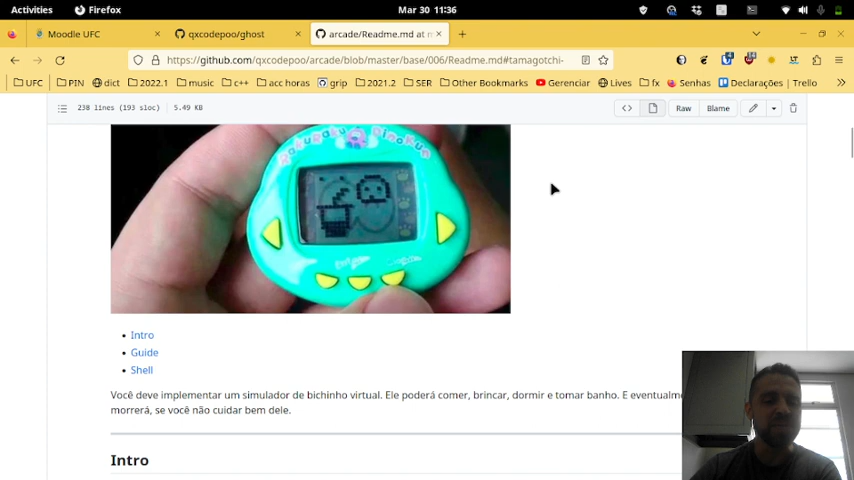 Activities Firefox Mar 30 11:36
Moodle UFC qxcodepoo/ghost arcade/Readme.md at m
https://github.com/qxcodepoo/arcade/blob/master/base/006/Readme.md#tamagotchi-
UFC PIN dict 2022.1 music c++ acc horas grip 2021.2 SER Other Bookmarks Gerenciar Lives fx Senhas Declarações | Trello
238 lines (193 sloc) 5.49 KB Raw Blame
Intro
Guide
Shell
Você deve implementar um simulador de bichinho virtual. Ele poderá comer, brincar, dormir e tomar banho. E eventualme
morrerá, se você não cuidar bem dele.
Intro